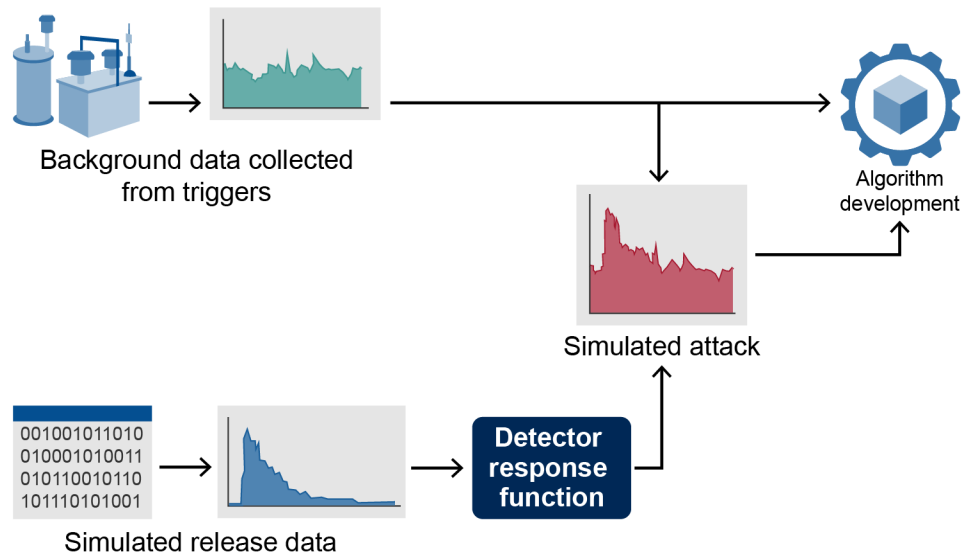 Background data collected
from triggers
Algorithm
development
Simulated attack
001001011010
010001010011
010110010110
101110101001
Detector
response
function
Simulated release data